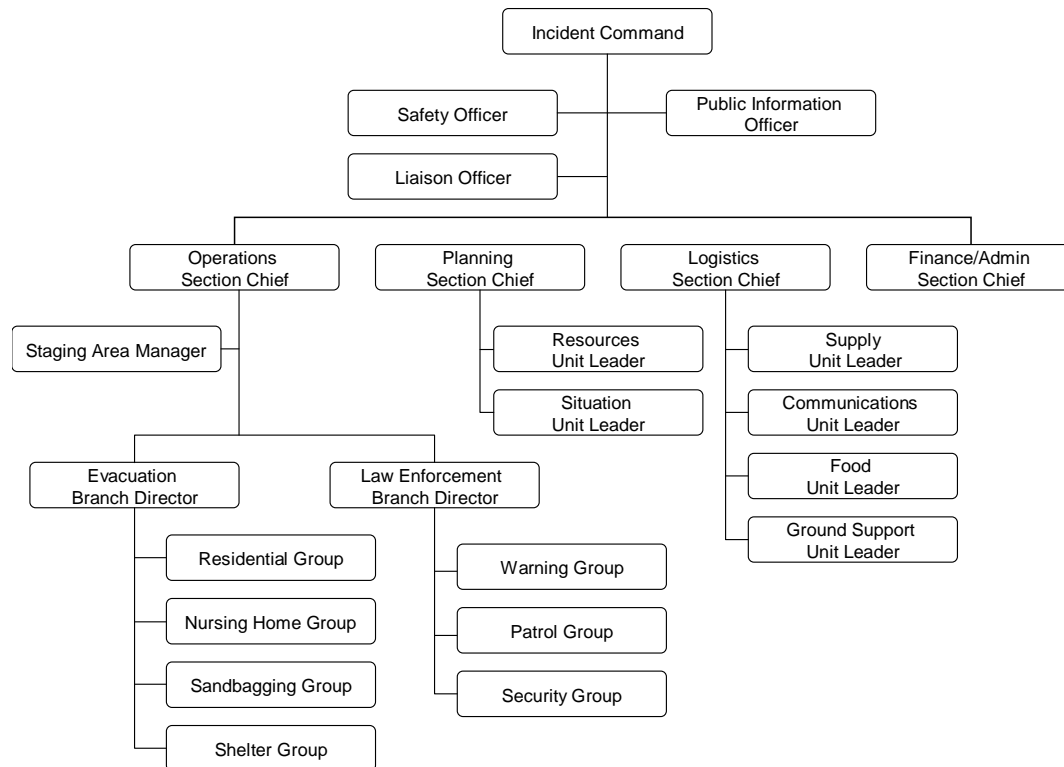 Incident Command
Safety Officer
Public Information
Officer
Liaison Officer
Operations
Section Chief
Planning
Section Chief
Logistics
Section Chief
Finance/Admin
Section Chief
Staging Area Manager
Resources
Unit Leader
Supply
Unit Leader
Situation
Unit Leader
Communications
Unit Leader
Evacuation
Branch Director
Law Enforcement
Branch Director
Food
Unit Leader
Ground Support
Unit Leader
Residential Group
Warning Group
Nursing Home Group
Patrol Group
Sandbagging Group
Security Group
Shelter Group